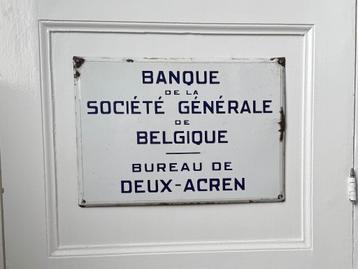 BANQUE
DE LA
SOCIÉTÉ GÉNÉRALE
DE
BELGIQUE
BUREAU DE
DEUX-ACREN